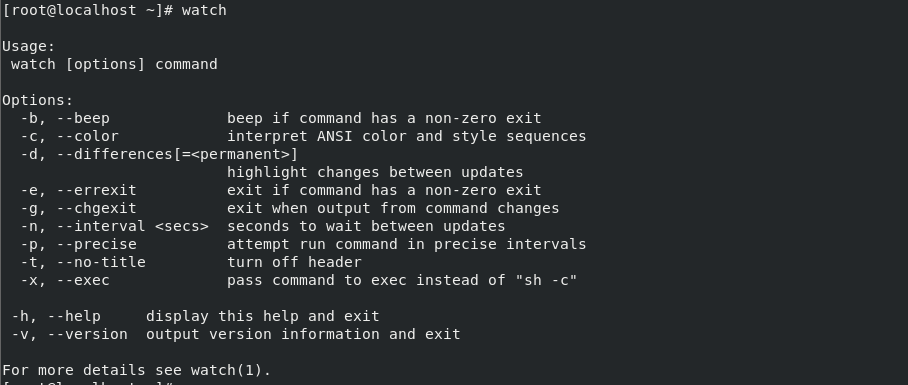 [root@localhost ~]# watch
Usage:
 watch [options] command
Options:
  -b, --beep             beep if command has a non-zero exit
  -c, --color            interpret ANSI color and style sequences
  -d, --differences[=<permanent>]
                         highlight changes between updates
  -e, --errexit          exit if command has a non-zero exit
  -g, --chgexit          exit when output from command changes
  -n, --interval <secs>  seconds to wait between updates
  -p, --precise          attempt run command in precise intervals
  -t, --no-title         turn off header
  -x, --exec             pass command to exec instead of "sh -c"
 -h, --help     display this help and exit
 -v, --version  output version information and exit
For more details see watch(1).